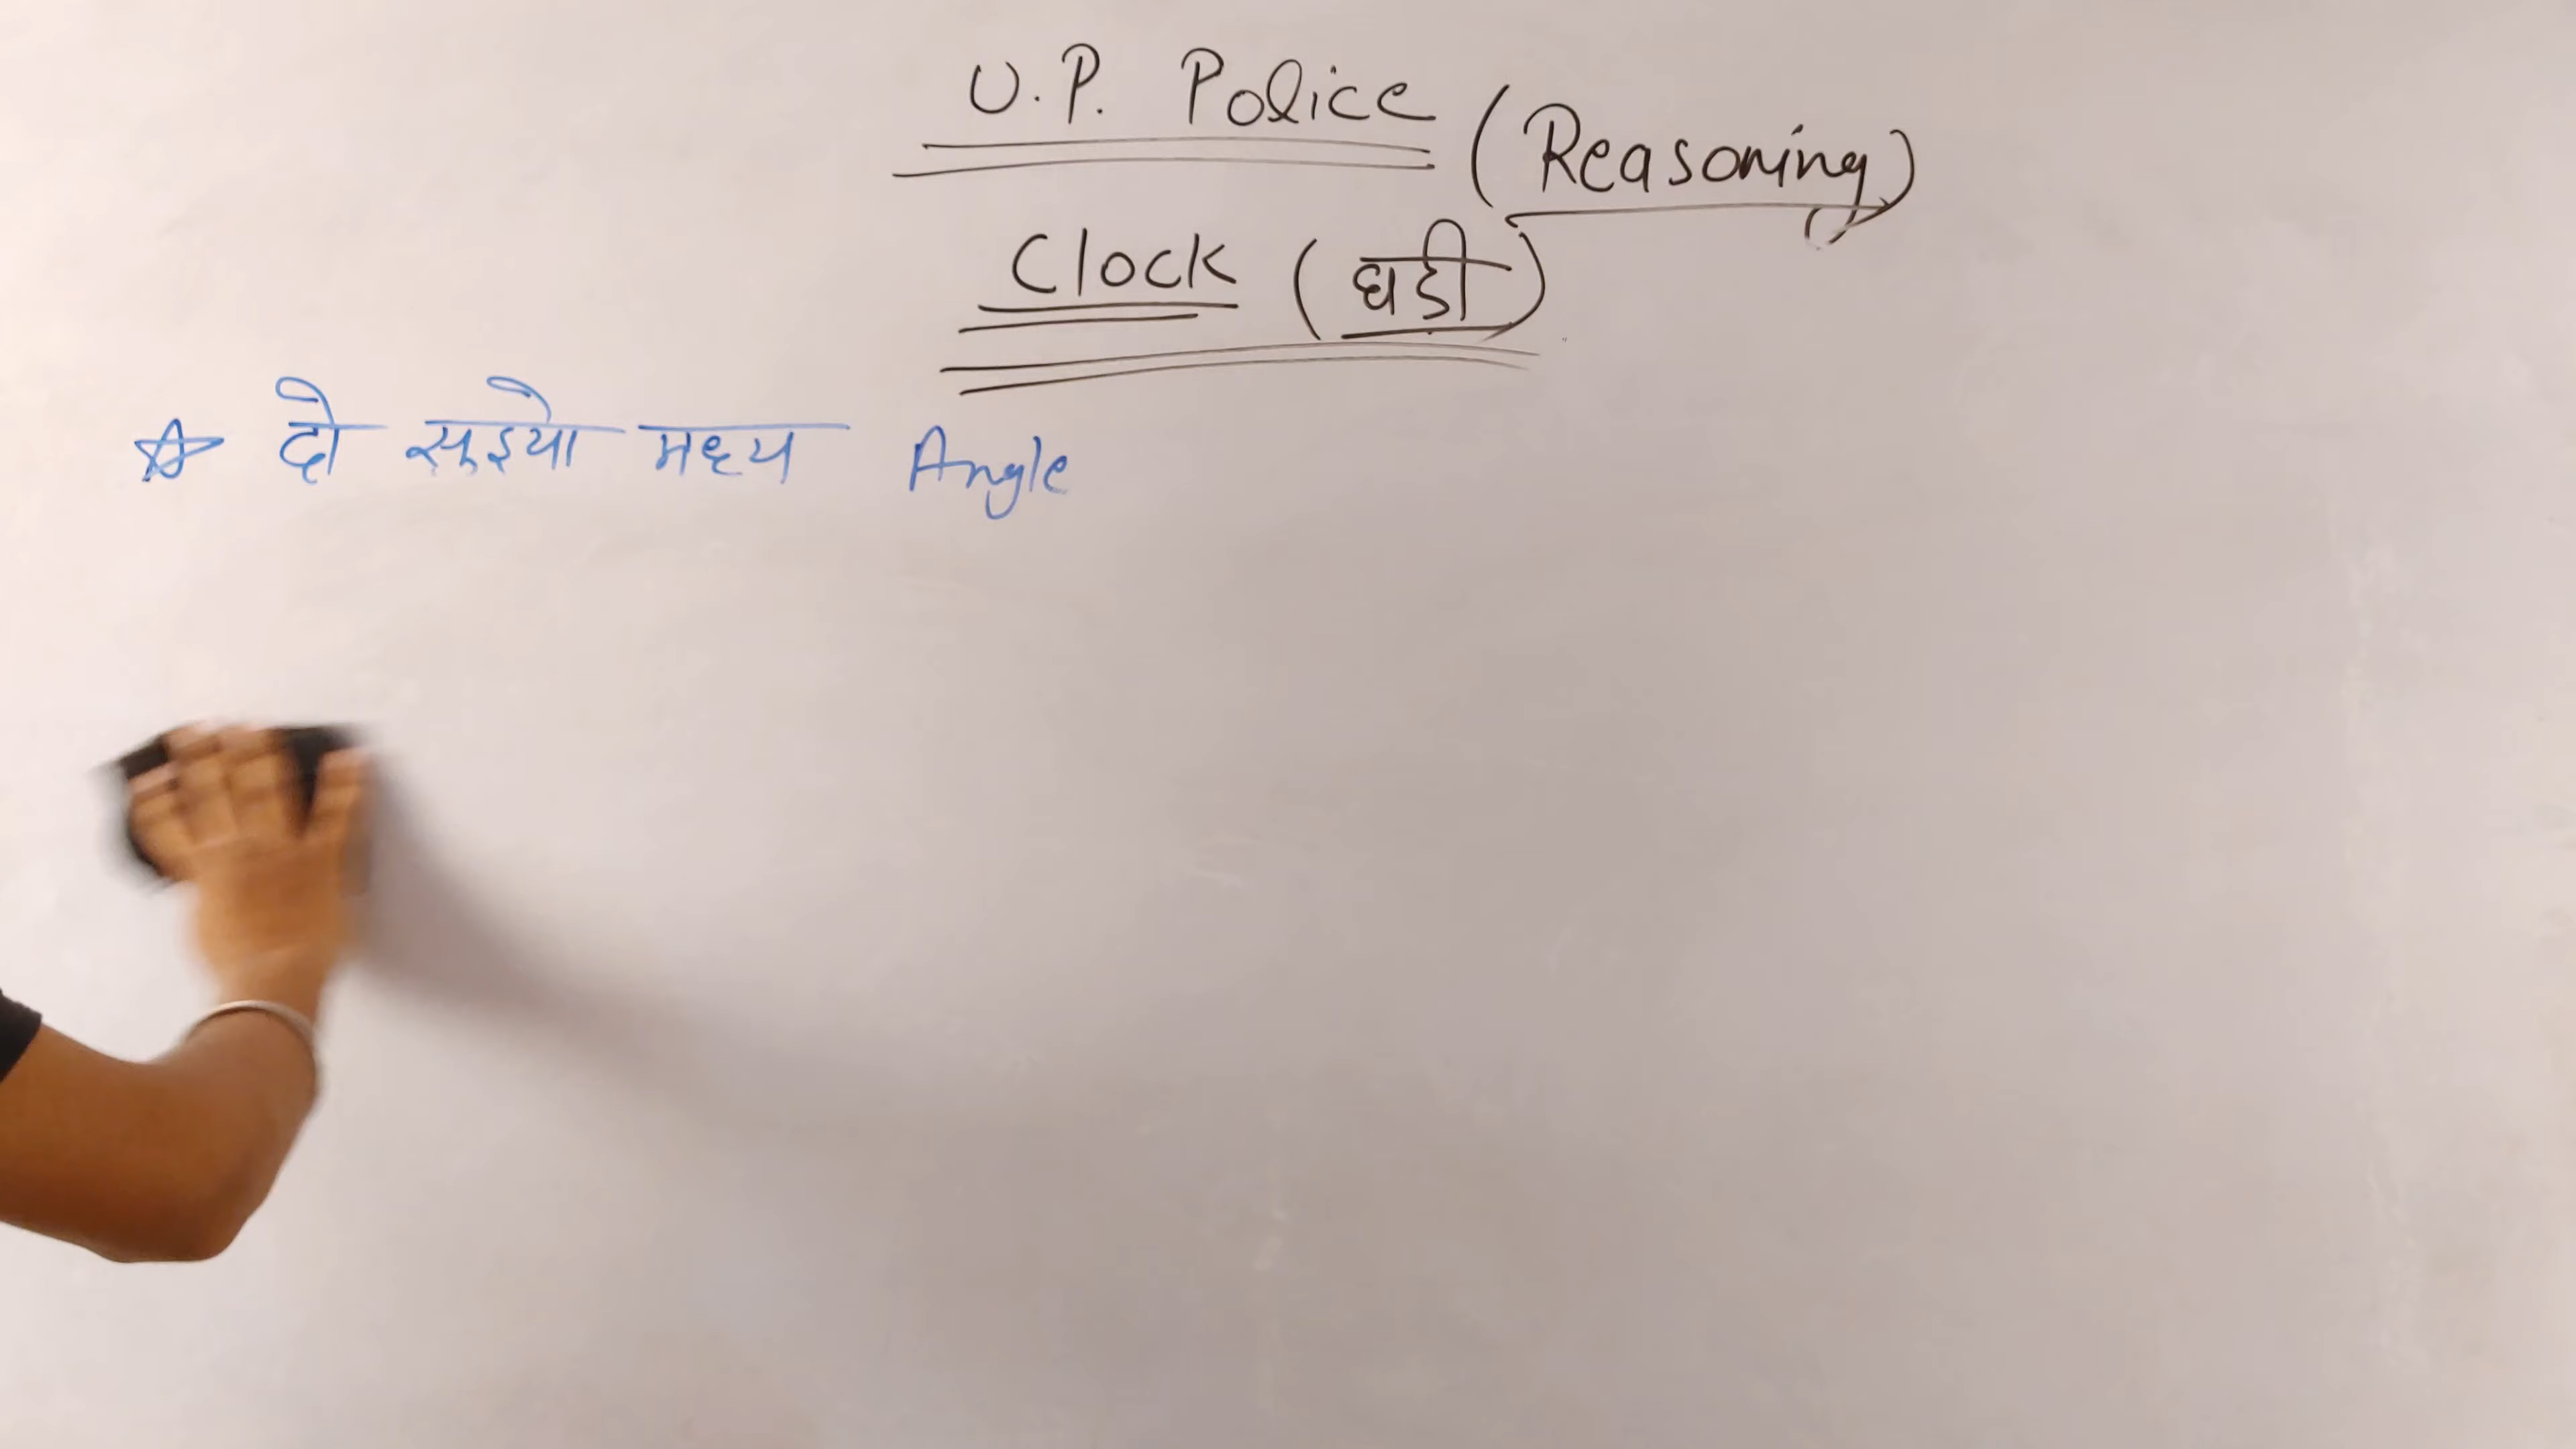 U.P. Police (Reasoning)
Clock (घडी)
☆ दो सूइयो मध्य Angle